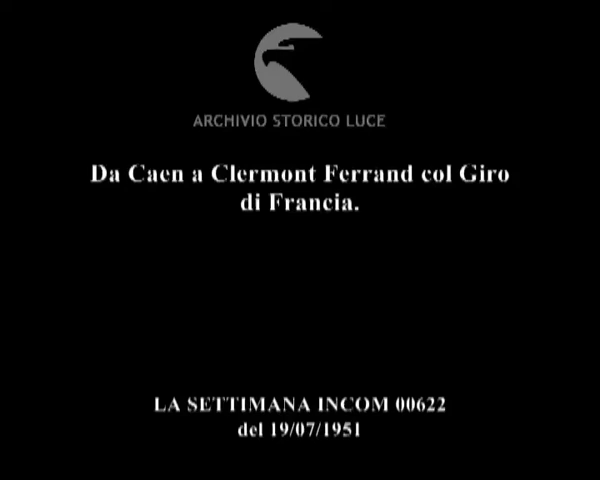 ARCHIVIO STORICO LUCE
Da Caen a Clermont Ferrand col Giro
di Francia.
LA SETTIMANA INCOM 00622
del 19/07/1951